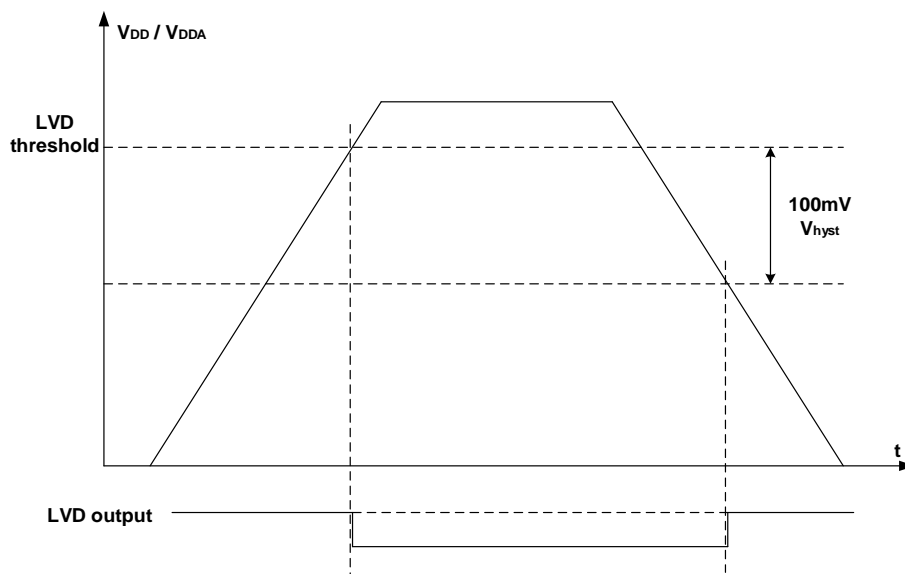 VDD / VDDA
LVD
threshold
100mV
Vhyst
t
LVD output